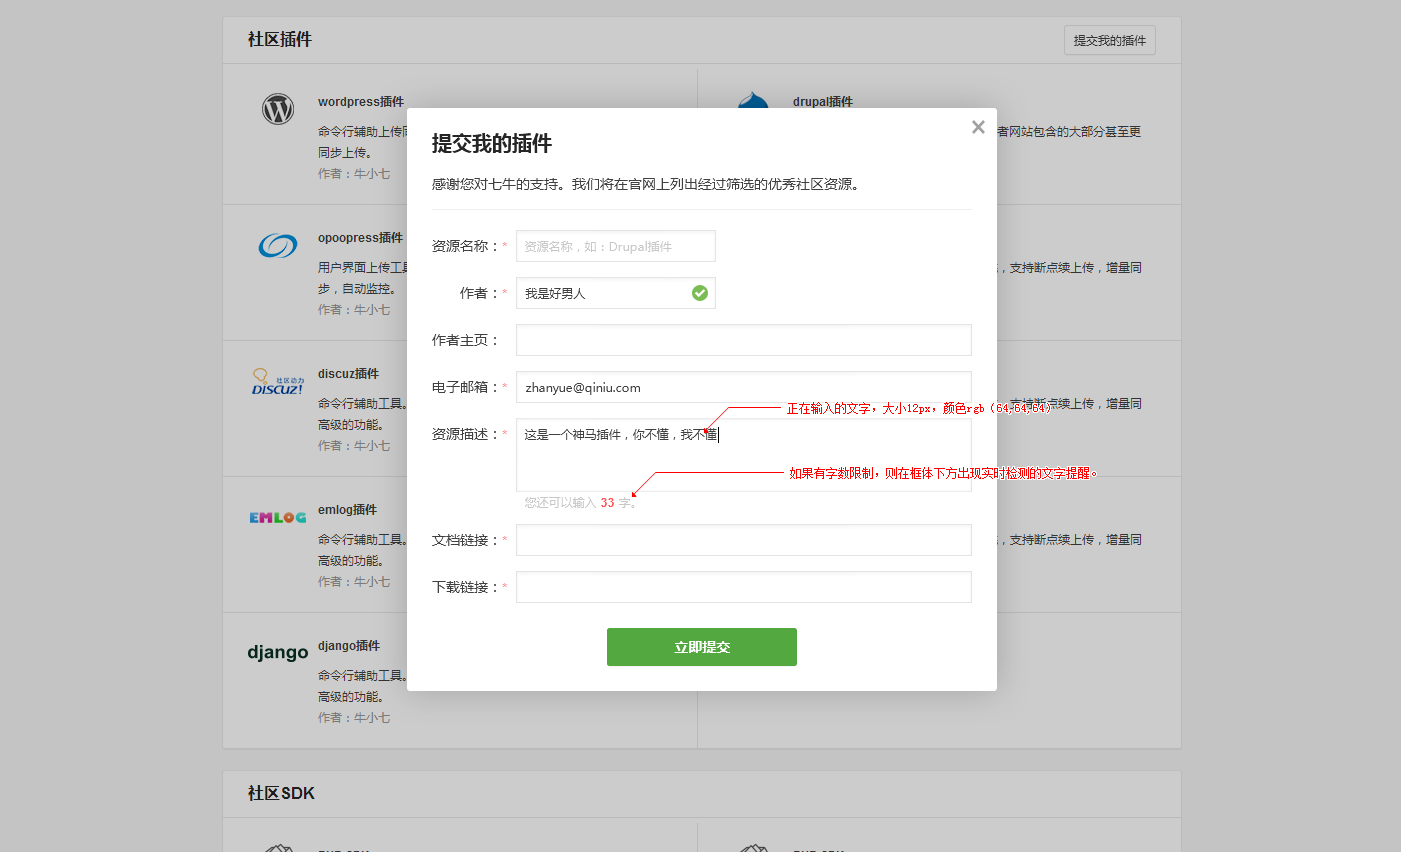 社区插件
提交我的插件
wordpress插件
命令行辅助上传同
同步上传。
作者：牛小七
drupal插件
者网站包含的大部分甚至更
opoopress插件
用户界面上传工具
步，自动监控。
作者：牛小七
，支持断点续上传，增量同
社区动力
DISCUZ!
discuz插件
命令行辅助工具。
高级的功能。
作者：牛小七
，支持断点续上传，增量同
EMLOG
emlog插件
命令行辅助工具。
高级的功能。
作者：牛小七
，支持断点续上传，增量同
django
django插件
命令行辅助工具。
高级的功能。
作者：牛小七
提交我的插件
×
感谢您对七牛的支持。我们将在官网上列出经过筛选的优秀社区资源。
资源名称：*
资源名称，如：Drupal插件
作者：*
我是好男人
作者主页：
电子邮箱：*
zhanyue@qiniu.com
正在输入的文字，大小12px，颜色rgb（64,64,64）
资源描述：*
这是一个神马插件，你不懂，我不懂
如果有字数限制，则在框体下方出现实时检测的文字提醒。
您还可以输入 33 字。
文档链接：*
下载链接：*
立即提交
社区SDK